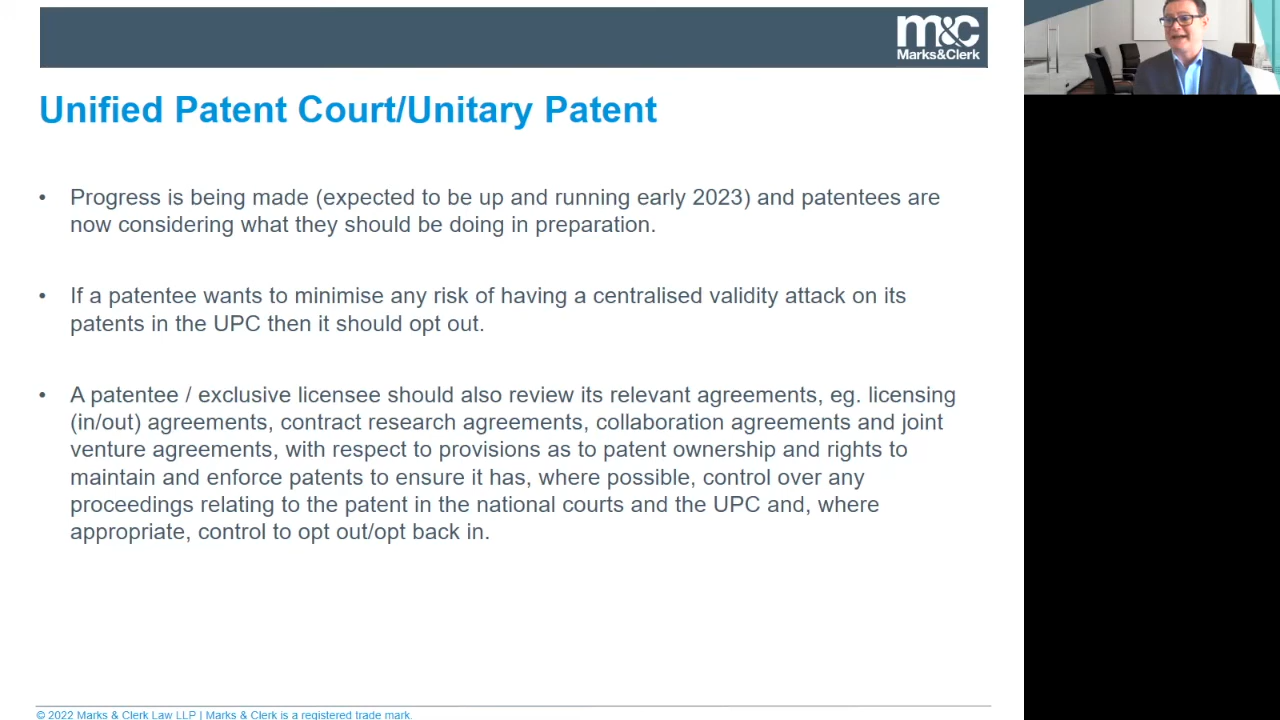 m&c
Marks&Clerk
Unified Patent Court/Unitary Patent
• Progress is being made (expected to be up and running early 2023) and patentees are
now considering what they should be doing in preparation.
• If a patentee wants to minimise any risk of having a centralised validity attack on its
patents in the UPC then it should opt out.
• A patentee / exclusive licensee should also review its relevant agreements, eg. licensing
(in/out) agreements, contract research agreements, collaboration agreements and joint
venture agreements, with respect to provisions as to patent ownership and rights to
maintain and enforce patents to ensure it has, where possible, control over any
proceedings relating to the patent in the national courts and the UPC and, where
appropriate, control to opt out/opt back in.
© 2022 Marks & Clerk Law LLP | Marks & Clerk is a registered trade mark.